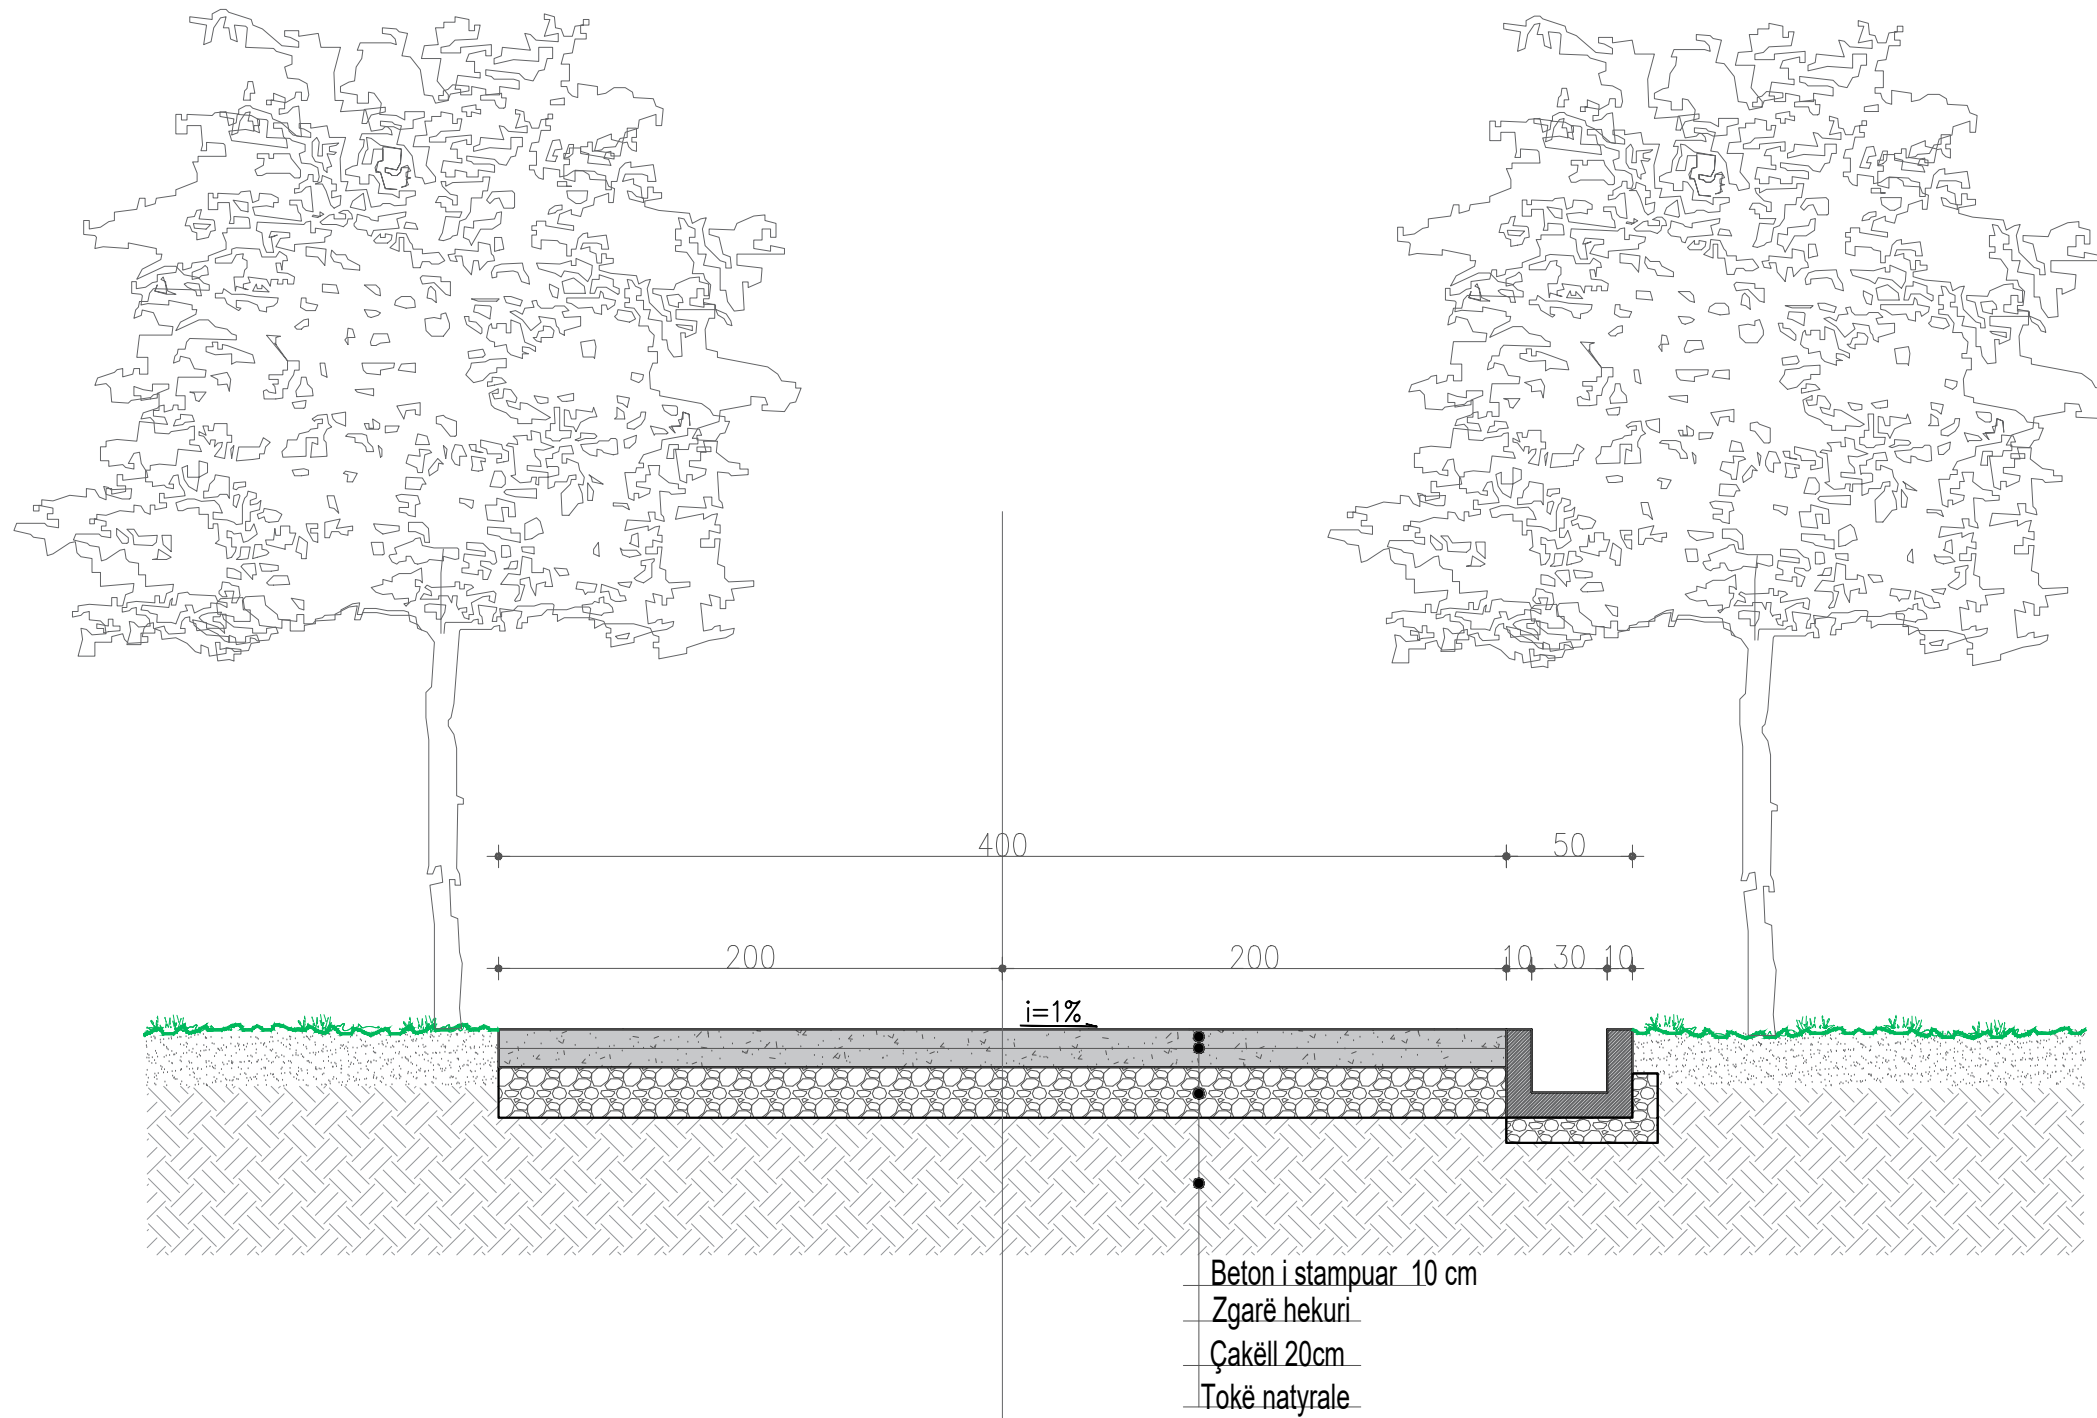 400 50
200 200 10 30 10
i=1%
Beton i stampuar 10 cm
Zgarë hekuri
Çakëll 20cm
Tokë natyrale